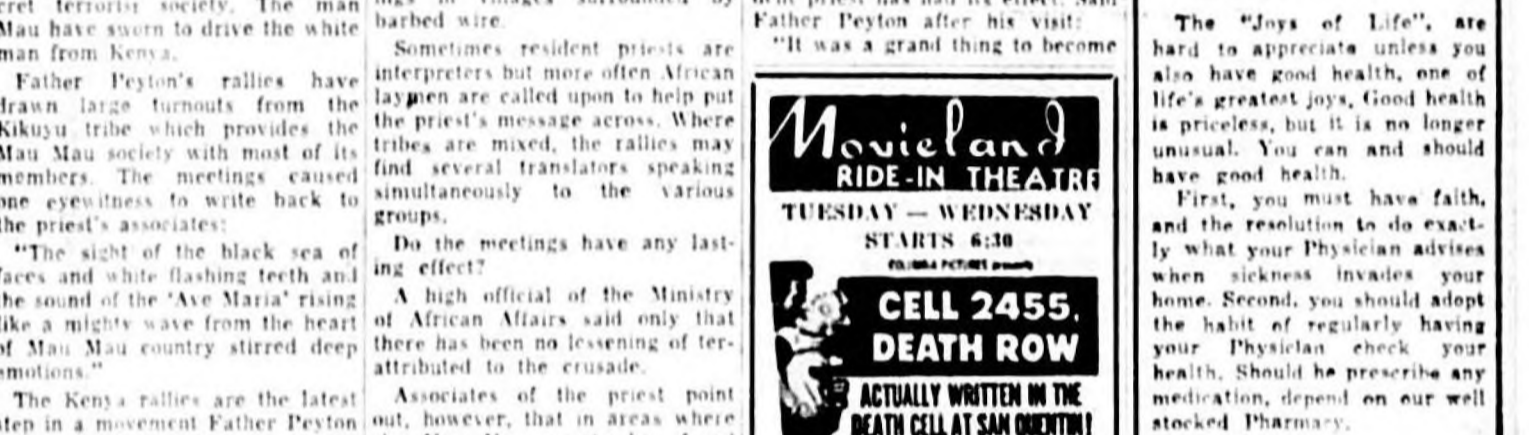 terrorist society. The man
Mau have sworn to drive the white
man from Kenya.
Father Peyton's rallies have
drawn large turnouts from the
Kikuyu tribe which provides the
Mau Mau society with most of its
members. The meetings caused
one eyewitness to write back to
the priest's associates:
"The sight of the black sea of
faces and white flashing teeth and
the sound of the 'Ave Maria' rising
like a mighty wave from the heart
of Mau Mau country stirred deep
emotions."
The Kenya rallies are the latest
step in a movement Father Peyton
in villages surrounded by
barbed wire.
Sometimes resident priests are
interpreters but more often African
laymen are called upon to help put
the priest's message across. Where
tribes are mixed, the rallies may
find several translators speaking
simultaneously to the various
groups.
Do the meetings have any last-
ing effect?
A high official of the Ministry
of African Affairs said only that
there has been no lessening of ter-
attributed to the crusade.
Associates of the priest point
out, however, that in areas where
Father Peyton after his visit:
"It was a grand thing to become
Movieland
RIDE-IN THEATRE
TUESDAY — WEDNESDAY
STARTS 6:30
COLUMBIA PICTURES presents
CELL 2455,
DEATH ROW
ACTUALLY WRITTEN IN THE
DEATH CELL AT SAN QUENTIN!
The "Joys of Life", are
hard to appreciate unless you
also have good health, one of
life's greatest joys. Good health
is priceless, but it is no longer
unusual. You can and should
have good health.
First, you must have faith,
and the resolution to do exact-
ly what your Physician advises
when sickness invades your
home. Second, you should adopt
the habit of regularly having
your Physician check your
health. Should he prescribe any
medication, depend on our well
stocked Pharmacy.